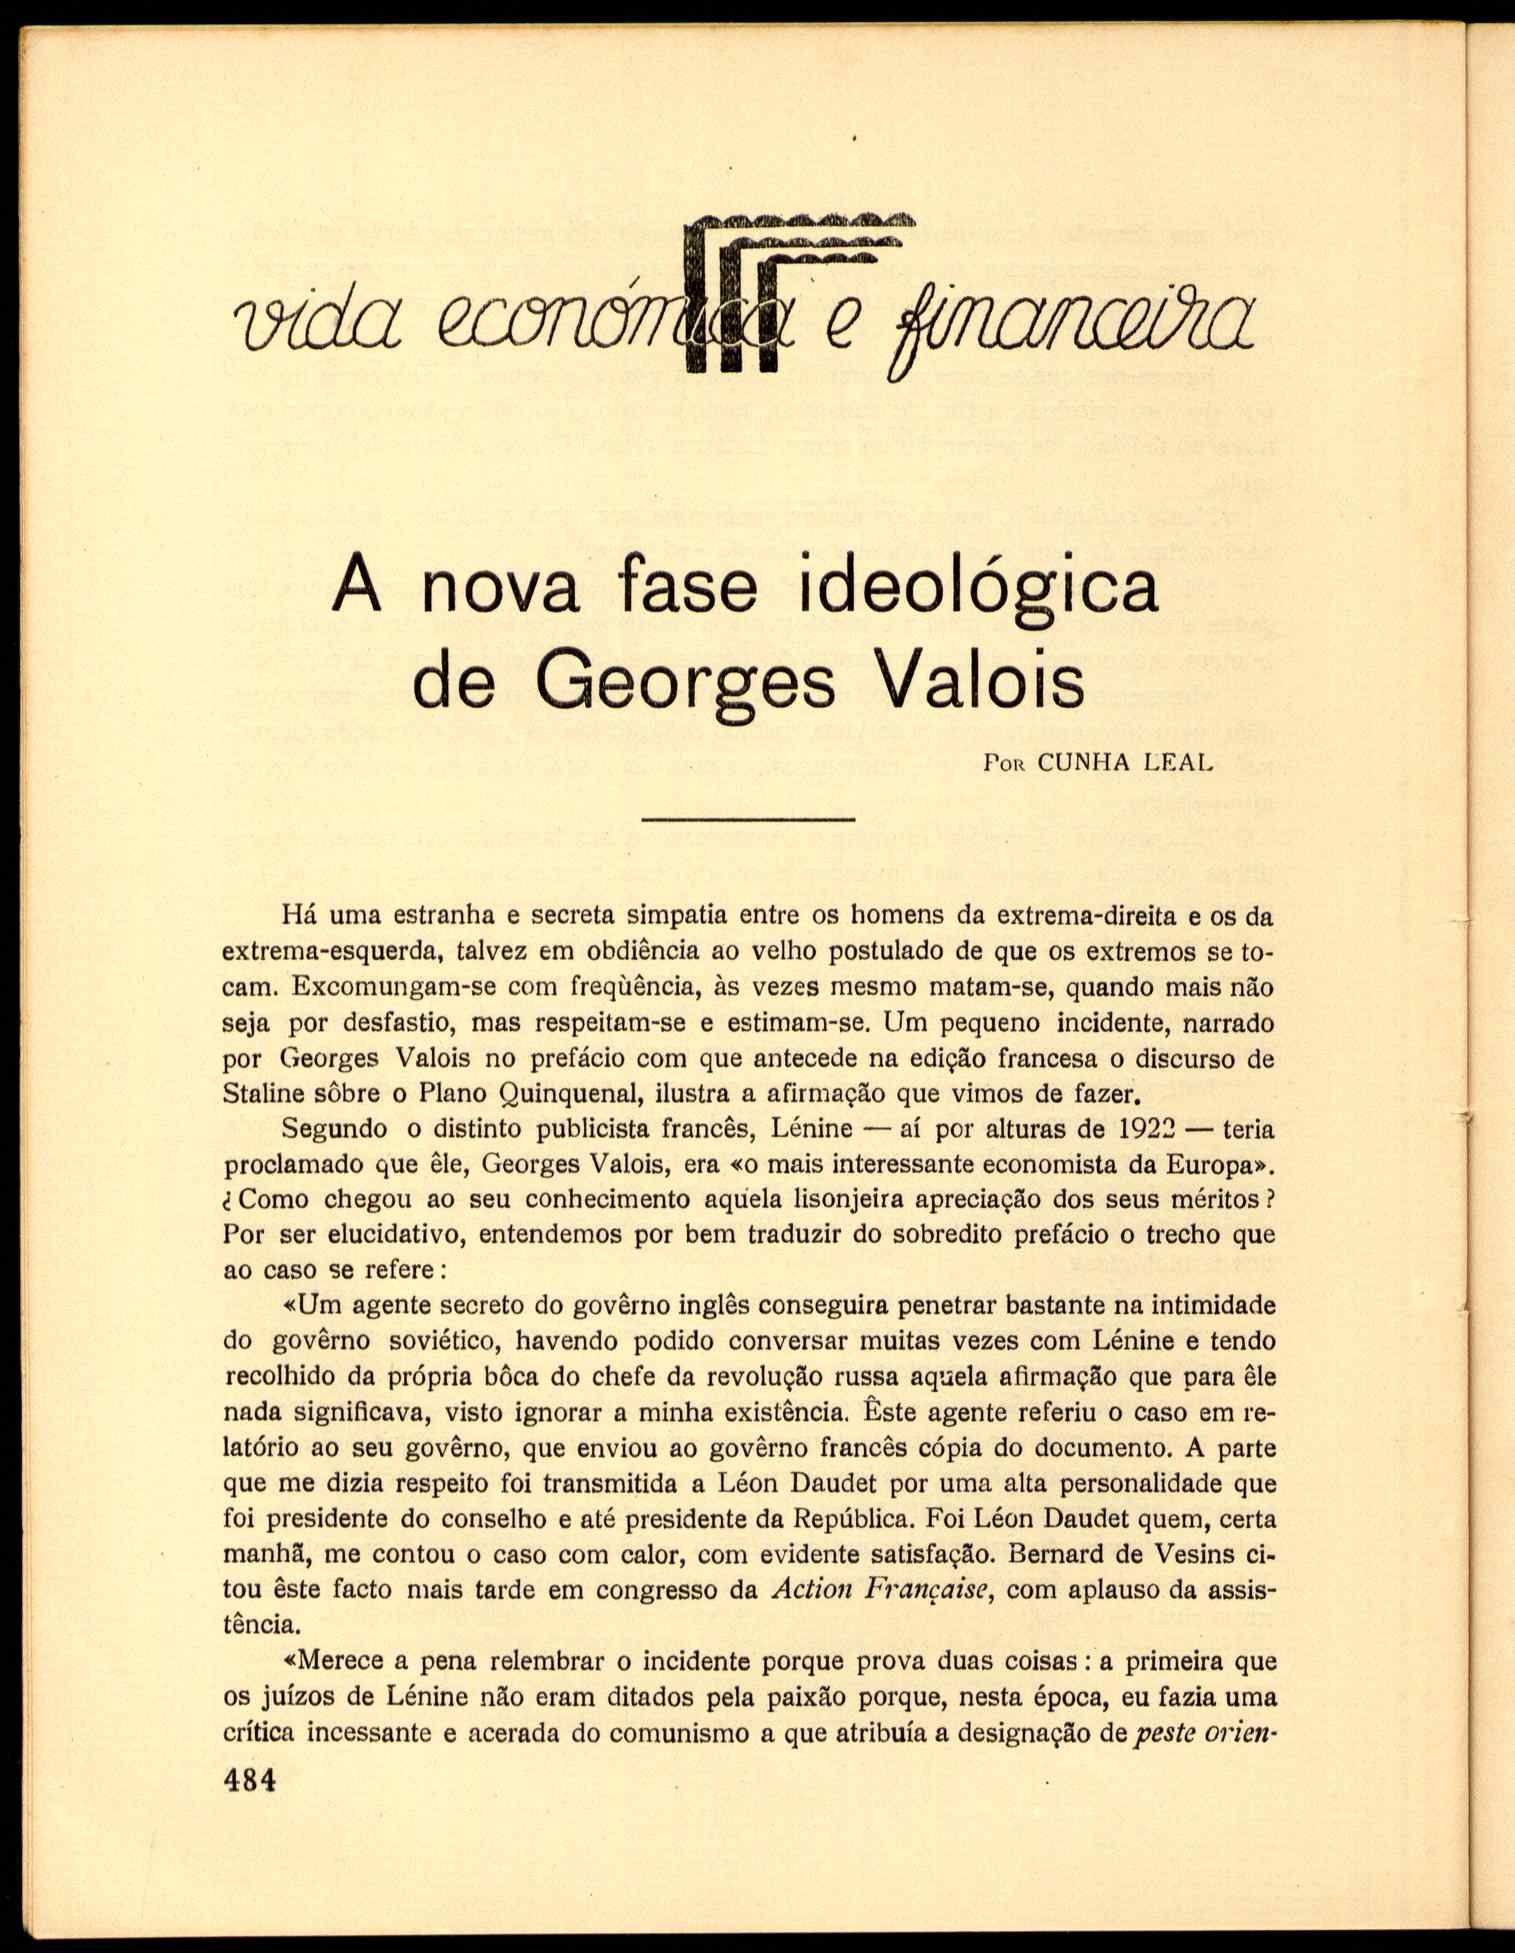 vida económica e financeira
A nova fase ideológica
de Georges Valois
Por CUNHA LEAL
Há uma estranha e secreta simpatia entre os homens da extrema-direita e os da
extrema-esquerda, talvez em obdiência ao velho postulado de que os extremos se to-
cam. Excomungam-se com freqùência, às vezes mesmo matam-se, quando mais não
seja por desfastio, mas respeitam-se e estimam-se. Um pequeno incidente, narrado
por Georges Valois no prefácio com que antecede na edição francesa o discurso de
Staline sôbre o Plano Quinquenal, ilustra a afirmação que vimos de fazer.
Segundo o distinto publicista francês, Lénine — aí por alturas de 1922 — teria
proclamado que êle, Georges Valois, era «o mais interessante economista da Europa».
¿Como chegou ao seu conhecimento aquela lisonjeira apreciação dos seus méritos?
Por ser elucidativo, entendemos por bem traduzir do sobredito prefácio o trecho que
ao caso se refere:
«Um agente secreto do govêrno inglês conseguira penetrar bastante na intimidade
do govêrno soviético, havendo podido conversar muitas vezes com Lénine e tendo
recolhido da própria bôca do chefe da revolução russa aquela afirmação que para êle
nada significava, visto ignorar a minha existência. Êste agente referiu o caso em re-
latório ao seu govêrno, que enviou ao govêrno francês cópia do documento. A parte
que me dizia respeito foi transmitida a Léon Daudet por uma alta personalidade que
foi presidente do conselho e até presidente da República. Foi Léon Daudet quem, certa
manhã, me contou o caso com calor, com evidente satisfação. Bernard de Vesins ci-
tou êste facto mais tarde em congresso da Action Française, com aplauso da assis-
tência.
«Merece a pena relembrar o incidente porque prova duas coisas: a primeira que
os juízos de Lénine não eram ditados pela paixão porque, nesta época, eu fazia uma
crítica incessante e acerada do comunismo a que atribuía a designação de peste orien-
484